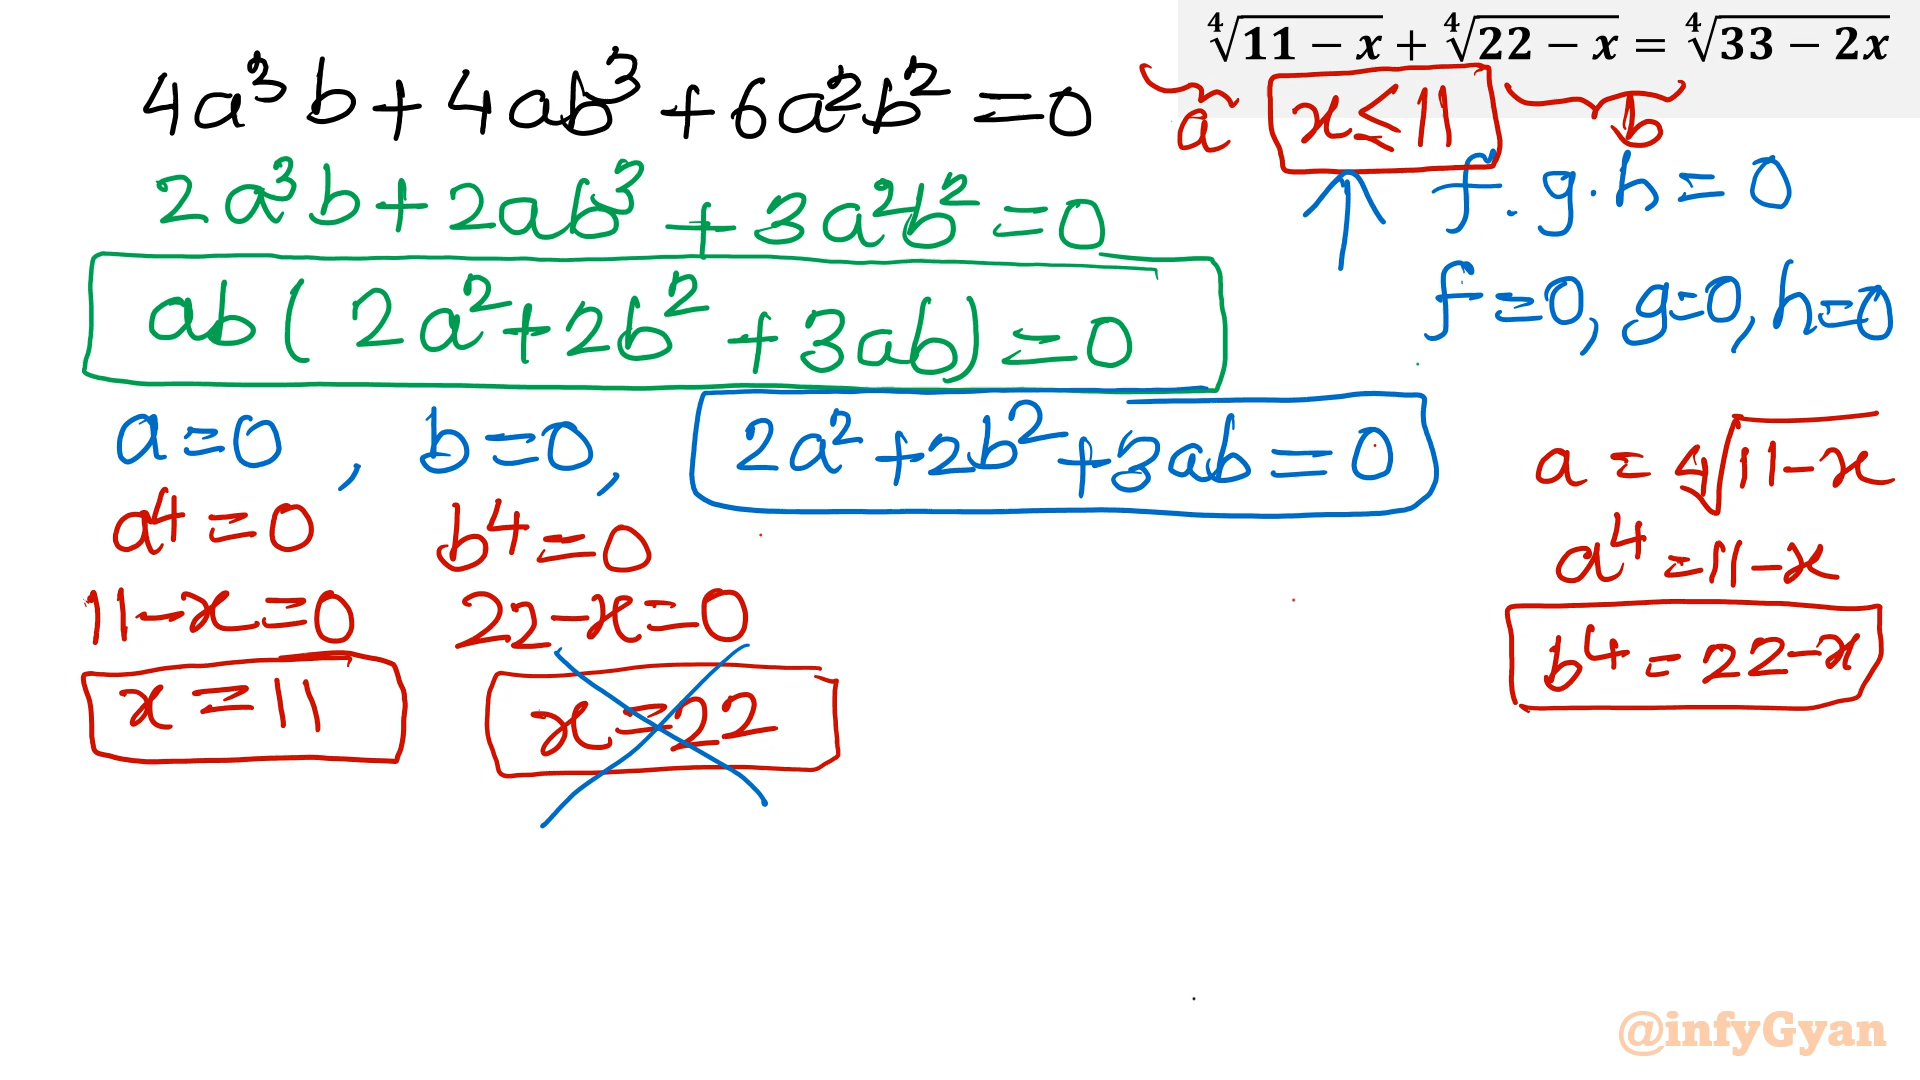 ∜11 − x + ∜22 − x = ∜33 − 2x
4a³b + 4ab³ + 6a²b² = 0
a
x ≤ 11
b
2a³b + 2ab³ + 3a²b² = 0
f · g · h = 0
ab ( 2a² + 2b² + 3ab ) = 0
f = 0, g = 0, h = 0
a = 0 , b = 0, 2a² + 2b² + 3ab = 0
a = ∜11 − x
a⁴ = 0
b⁴ = 0
a⁴ = 11 − x
11 − x = 0
22 − x = 0
b⁴ = 22 − x
x = 11
x = 22
@infyGyan